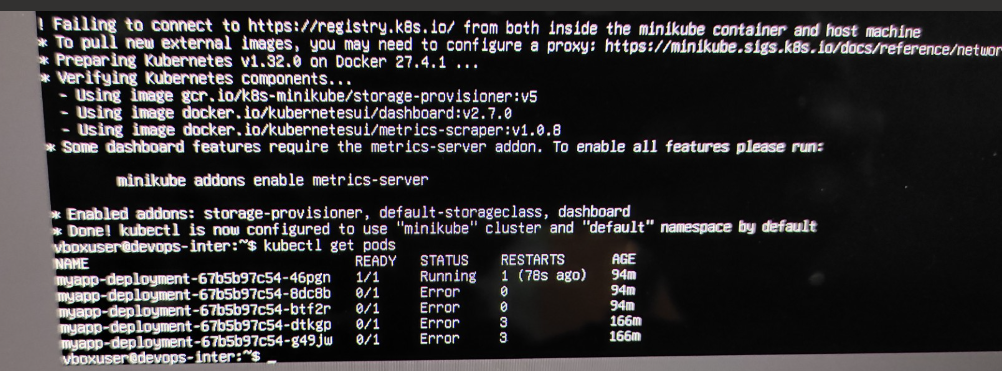 ! Failing to connect to https://registry.k8s.io/ from both inside the minikube container and host machine
* To pull new external images, you may need to configure a proxy: https://minikube.sigs.k8s.io/docs/reference/networ
* Preparing Kubernetes v1.32.0 on Docker 27.4.1 ...
* Verifying Kubernetes components...
- Using image gcr.io/k8s-minikube/storage-provisioner:v5
- Using image docker.io/kubernetesui/dashboard:v2.7.0
- Using image docker.io/kubernetesui/metrics-scraper:v1.0.8
* Some dashboard features require the metrics-server addon. To enable all features please run:
minikube addons enable metrics-server
* Enabled addons: storage-provisioner, default-storageclass, dashboard
* Done! kubectl is now configured to use "minikube" cluster and "default" namespace by default
vboxuser@devops-inter:~$ kubectl get pods
NAME READY STATUS RESTARTS AGE
myapp-deployment-67b5b97c54-46pgn 1/1 Running 1 (78s ago) 94m
myapp-deployment-67b5b97c54-8dc8b 0/1 Error 0 94m
myapp-deployment-67b5b97c54-btf2r 0/1 Error 0 94m
myapp-deployment-67b5b97c54-dtkgp 0/1 Error 3 166m
myapp-deployment-67b5b97c54-g49jw 0/1 Error 3 166m
vboxuser@devops-inter:~$ _